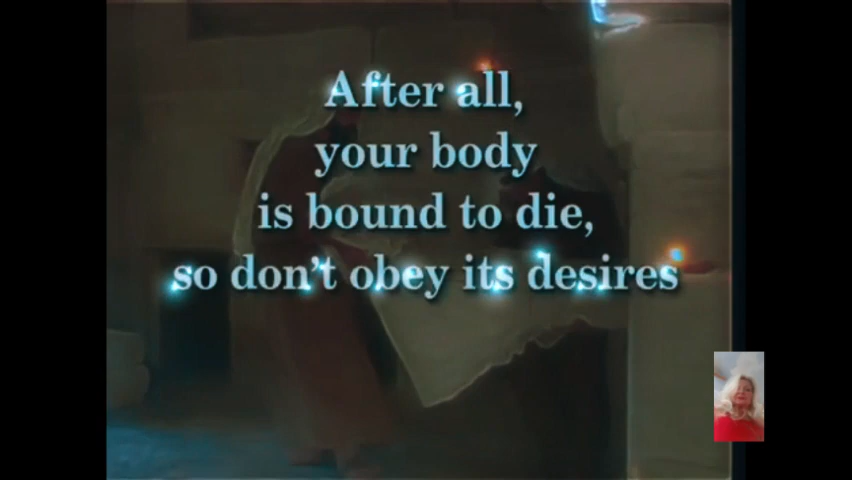 After all,
your body
is bound to die,
so don't obey its desires